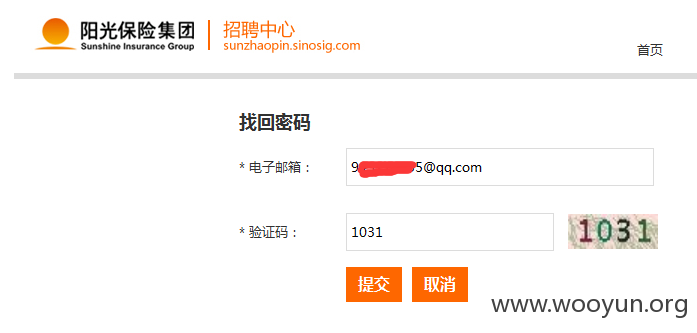 阳光保险集团
Sunshine Insurance Group
招聘中心
sunzhaopin.sinosig.com
首页
找回密码
* 电子邮箱：
9 5@qq.com
* 验证码：
1031
1031
提交 取消
www.wooyun.org